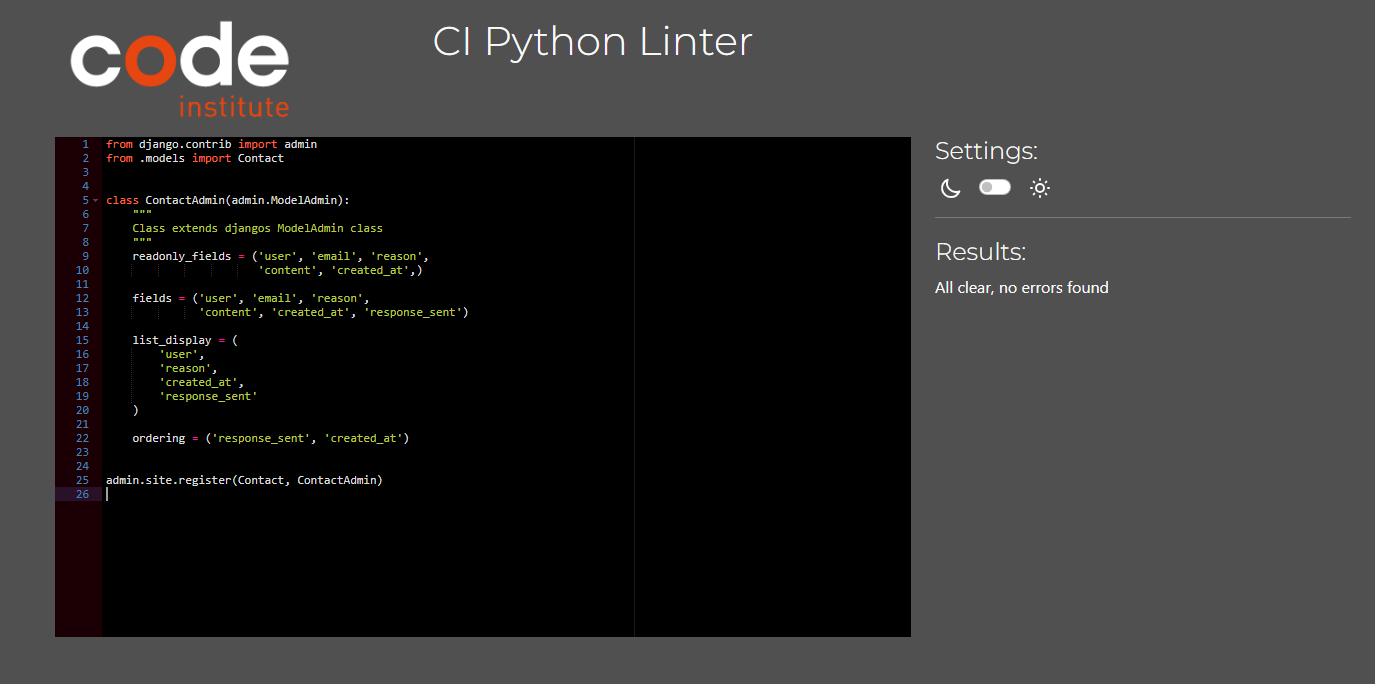 code
institute
CI Python Linter
1 from django.contrib import admin
2 from .models import Contact
3
4
5 class ContactAdmin(admin.ModelAdmin):
6     """
7     Class extends djangos ModelAdmin class
8     """
9     readonly_fields = ('user', 'email', 'reason',
10                       'content', 'created_at',)
11
12     fields = ('user', 'email', 'reason',
13              'content', 'created_at', 'response_sent')
14
15     list_display = (
16         'user',
17         'reason',
18         'created_at',
19         'response_sent'
20     )
21
22     ordering = ('response_sent', 'created_at')
23
24
25 admin.site.register(Contact, ContactAdmin)
26
Settings:
Results:
All clear, no errors found